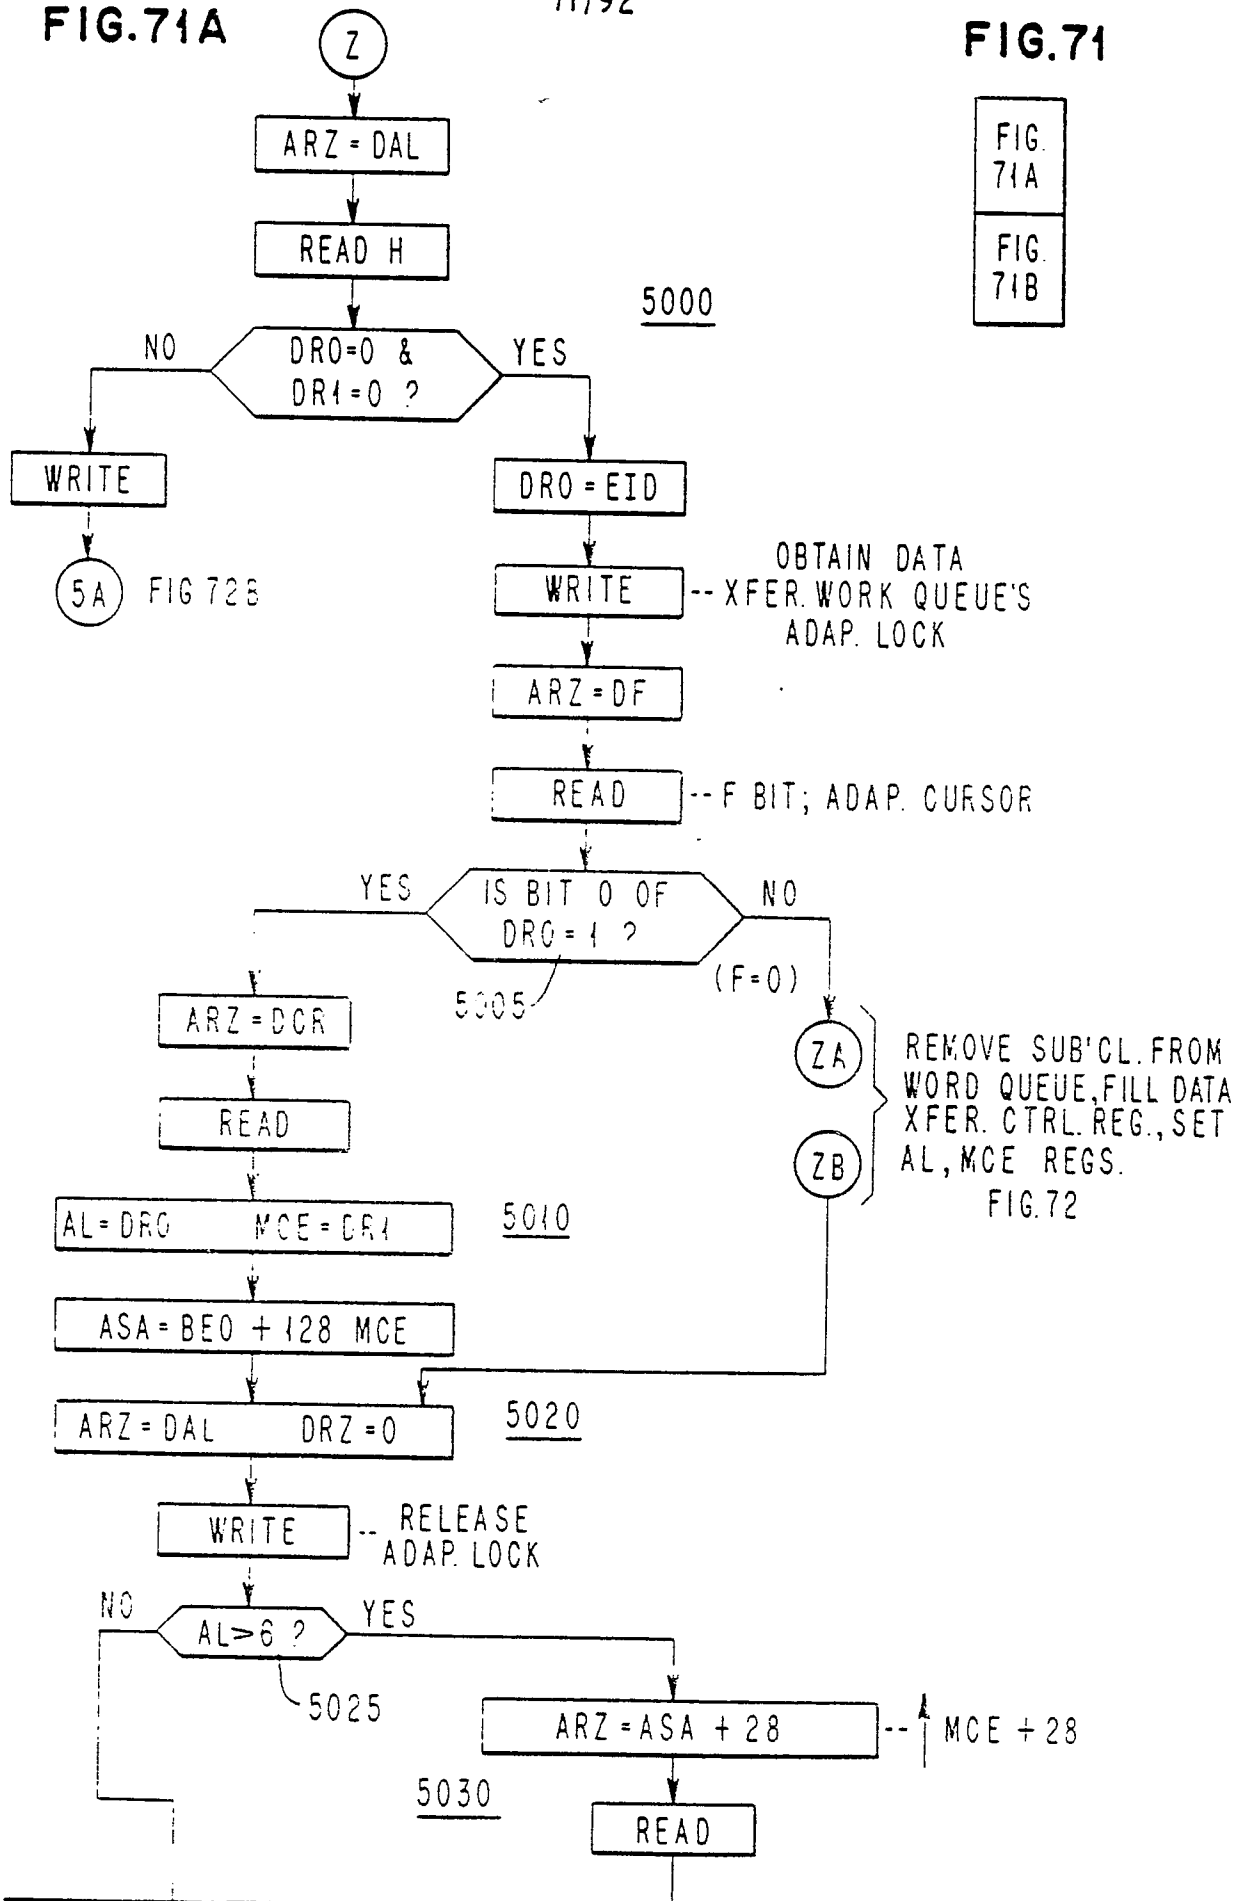 FIG.71A
71/92
FIG.71
Z
FIG.
71A
FIG.
71B
ARZ = DAL
READ H
5000
NO
DR0=0 &
DR1=0 ?
YES
WRITE
DR0 = EID
5A
FIG 72B
WRITE
-- OBTAIN DATA
XFER. WORK QUEUE'S
ADAP. LOCK
ARZ = DF
READ
-- F BIT; ADAP. CURSOR
YES
IS BIT 0 OF
DR0 = 1 ?
NO
(F=0)
5005
ARZ = DCR
ZA
READ
ZB
REMOVE SUB'CL. FROM
WORD QUEUE, FILL DATA
XFER. CTRL. REG., SET
AL, MCE REGS.
FIG.72
AL = DR0 MCE = DR1
5010
ASA = BE0 + 128 MCE
ARZ = DAL DRZ = 0
5020
WRITE
-- RELEASE
ADAP. LOCK
NO
AL>6 ?
YES
5025
ARZ = ASA + 28
-- ↑ MCE + 28
5030
READ